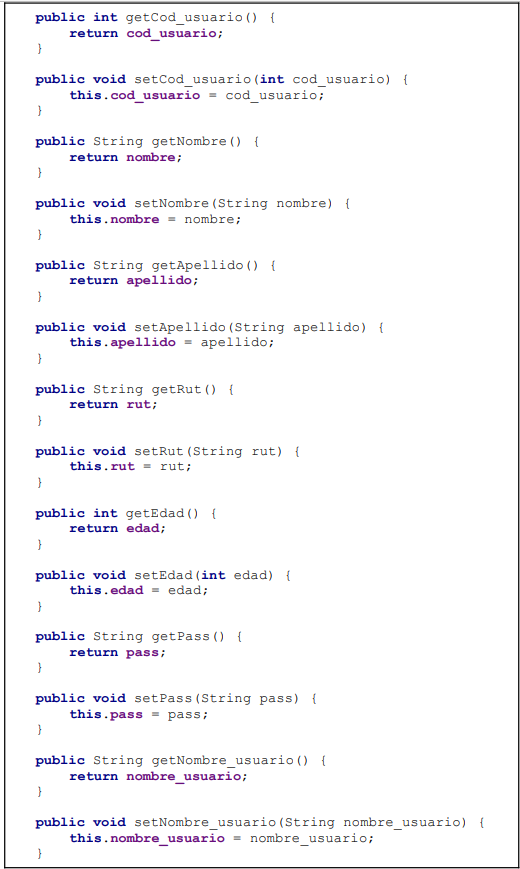 public int getCod_usuario() {
return cod_usuario;
}
public void setCod_usuario(int cod_usuario) {
this.cod_usuario = cod_usuario;
}
public String getNombre() {
return nombre;
}
public void setNombre(String nombre) {
this.nombre = nombre;
}
public String getApellido() {
return apellido;
}
public void setApellido(String apellido) {
this.apellido = apellido;
}
public String getRut() {
return rut;
}
public void setRut(String rut) {
this.rut = rut;
}
public int getEdad() {
return edad;
}
public void setEdad(int edad) {
this.edad = edad;
}
public String getPass() {
return pass;
}
public void setPass(String pass) {
this.pass = pass;
}
public String getNombre_usuario() {
return nombre_usuario;
}
public void setNombre_usuario(String nombre_usuario) {
this.nombre_usuario = nombre_usuario;
}